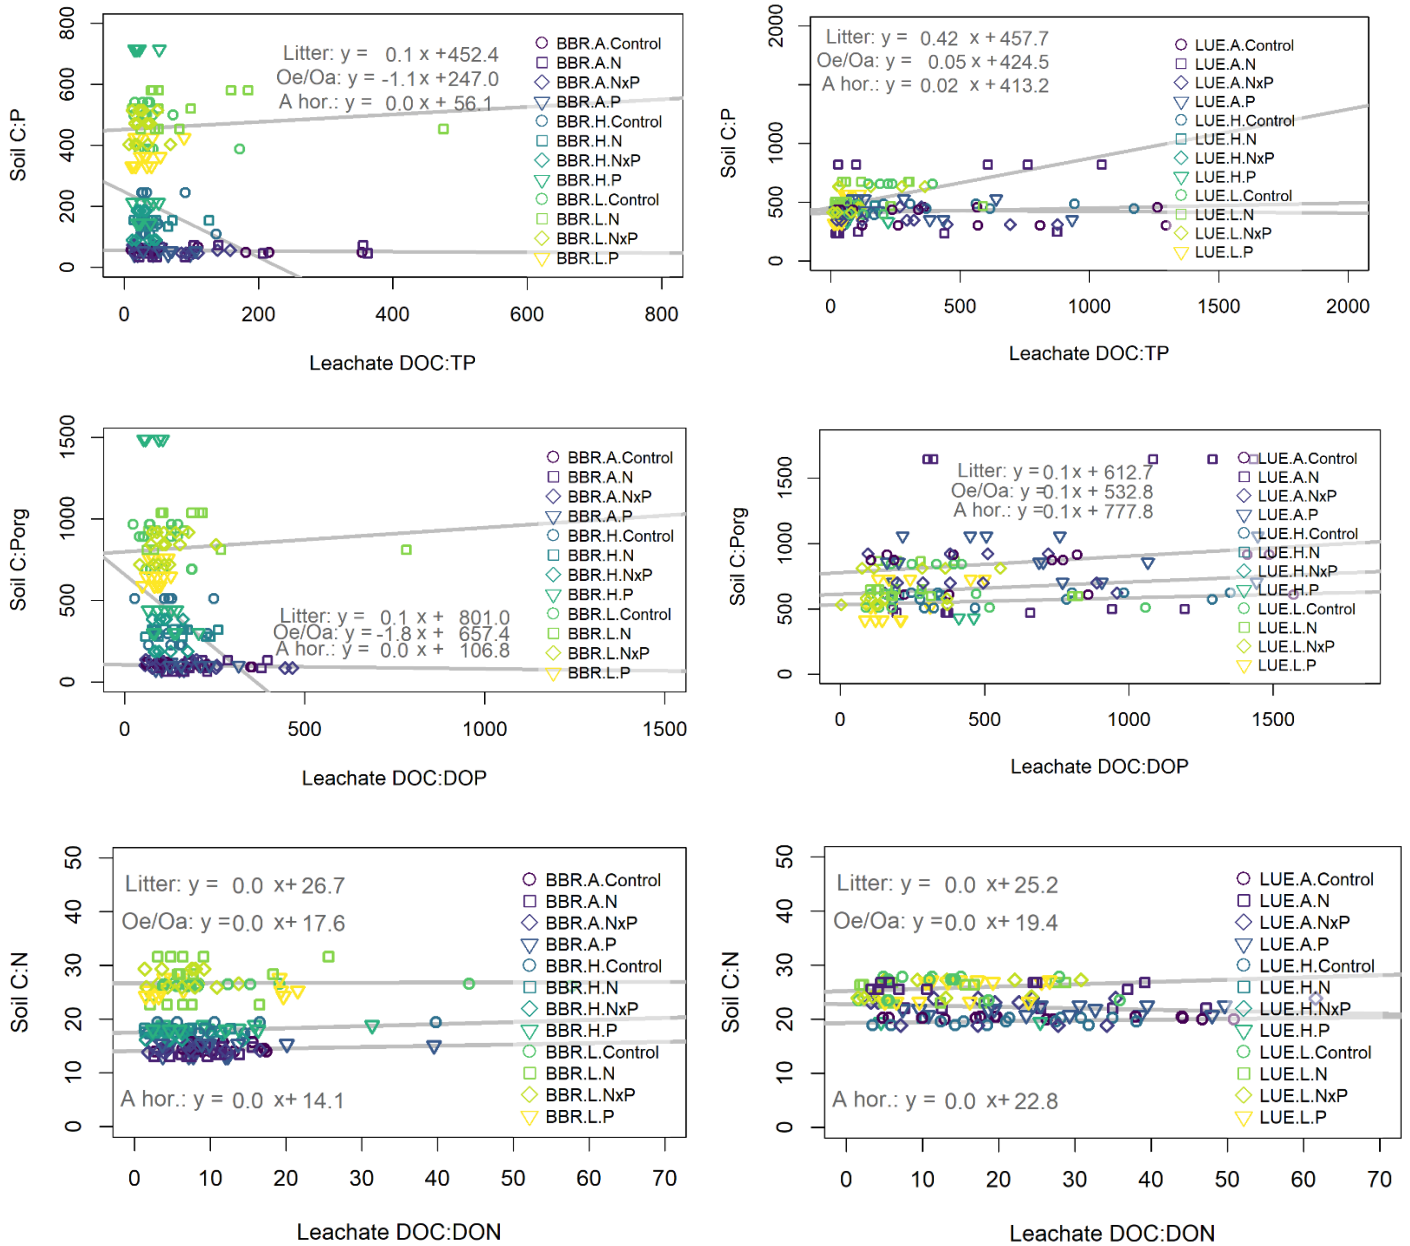 Soil C:P
800
600
400
200
0
Litter: y = 0.1 x +452.4
Oe/Oa: y = -1.1x +247.0
A hor.: y = 0.0 x + 56.1
BBR.A.Control
BBR.A.N
BBR.A.NxP
BBR.A.P
BBR.H.Control
BBR.H.N
BBR.H.NxP
BBR.H.P
BBR.L.Control
BBR.L.N
BBR.L.NxP
BBR.L.P
0 200 400 600 800
Leachate DOC:TP
Soil C:P
2000
1000
500
0
Litter: y = 0.42 x +457.7
Oe/Oa: y = 0.05 x +424.5
A hor.: y = 0.02 x +413.2
LUE.A.Control
LUE.A.N
LUE.A.NxP
LUE.A.P
LUE.H.Control
LUE.H.N
LUE.H.NxP
LUE.H.P
LUE.L.Control
LUE.L.N
LUE.L.NxP
LUE.L.P
0 500 1000 1500 2000
Leachate DOC:TP
Soil C:Porg
1500
1000
500
0
BBR.A.Control
BBR.A.N
BBR.A.NxP
BBR.A.P
BBR.H.Control
BBR.H.N
BBR.H.NxP
BBR.H.P
BBR.L.Control
BBR.L.N
BBR.L.NxP
BBR.L.P
Litter: y = 0.1 x + 801.0
Oe/Oa: y = -1.8x + 657.4
A hor.: y = 0.0 x + 106.8
0 500 1000 1500
Leachate DOC:DOP
Soil C:Porg
1500
1000
500
0
Litter: y =0.1x + 612.7
Oe/Oa: y =0.1x + 532.8
A hor.: y =0.1x + 777.8
LUE.A.Control
LUE.A.N
LUE.A.NxP
LUE.A.P
LUE.H.Control
LUE.H.N
LUE.H.NxP
LUE.H.P
LUE.L.Control
LUE.L.N
LUE.L.NxP
LUE.L.P
0 500 1000 1500
Leachate DOC:DOP
Soil C:N
50
40
30
20
10
0
Litter: y = 0.0 x+ 26.7
Oe/Oa: y =0.0 x+ 17.6
A hor.: y = 0.0 x+ 14.1
BBR.A.Control
BBR.A.N
BBR.A.NxP
BBR.A.P
BBR.H.Control
BBR.H.N
BBR.H.NxP
BBR.H.P
BBR.L.Control
BBR.L.N
BBR.L.NxP
BBR.L.P
0 10 20 30 40 50 60 70
Leachate DOC:DON
Soil C:N
50
40
30
20
10
0
Litter: y = 0.0 x+ 25.2
Oe/Oa: y =0.0 x+ 19.4
A hor.: y = 0.0 x+ 22.8
LUE.A.Control
LUE.A.N
LUE.A.NxP
LUE.A.P
LUE.H.Control
LUE.H.N
LUE.H.NxP
LUE.H.P
LUE.L.Control
LUE.L.N
LUE.L.NxP
LUE.L.P
0 10 20 30 40 50 60 70
Leachate DOC:DON